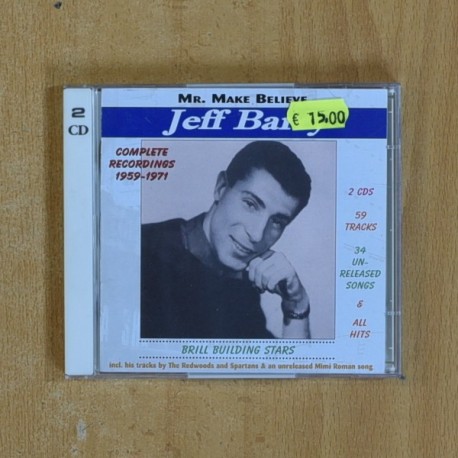 2
CD
Mr. Make Believe
Jeff
€ 15.00
COMPLETE
RECORDINGS
1959-1971
2 CDS
59
TRACKS
34
UN-
RELEASED
SONGS
&
ALL
HITS
BRILL BUILDING STARS
incl. his tracks by The Redwoods and Spartans & an unreleased Mimi Roman song